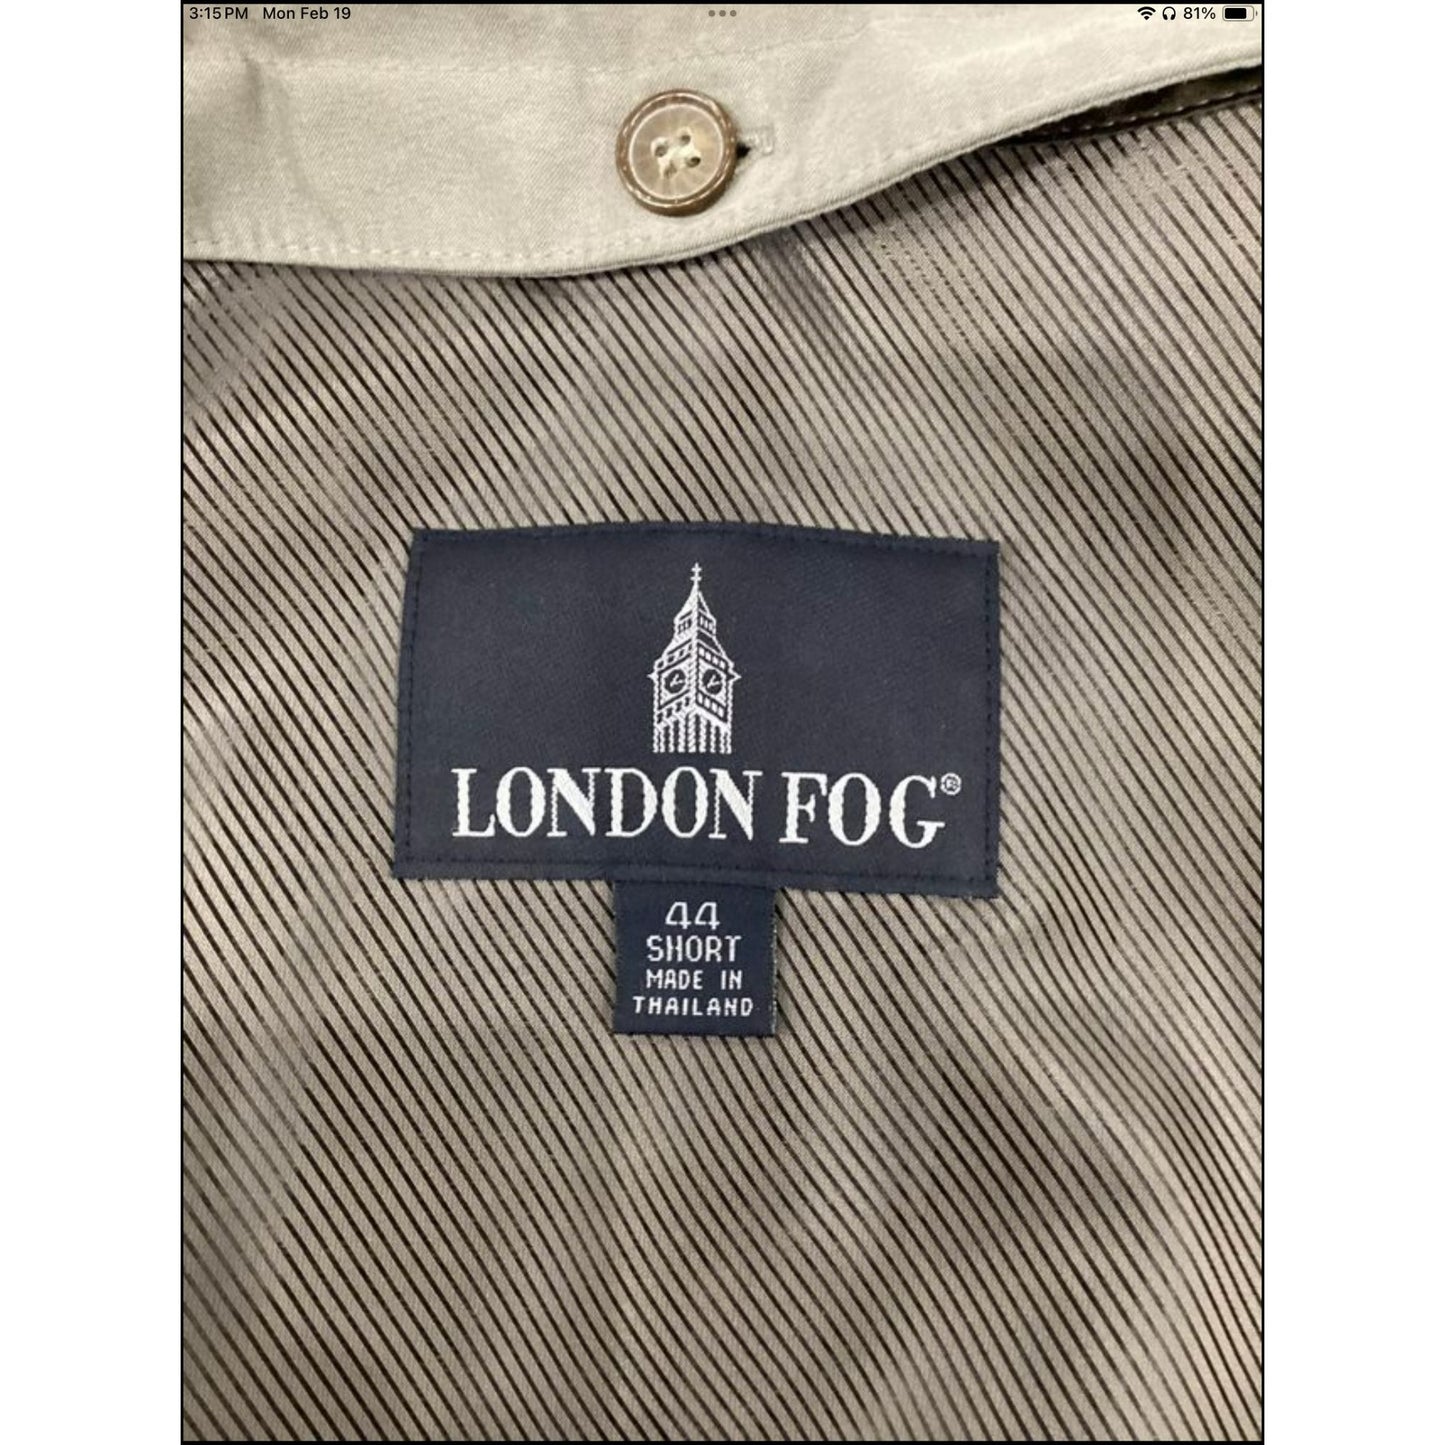 3:15 PM Mon Feb 19
81%
LONDON FOG®
44
SHORT
MADE IN
THAILAND